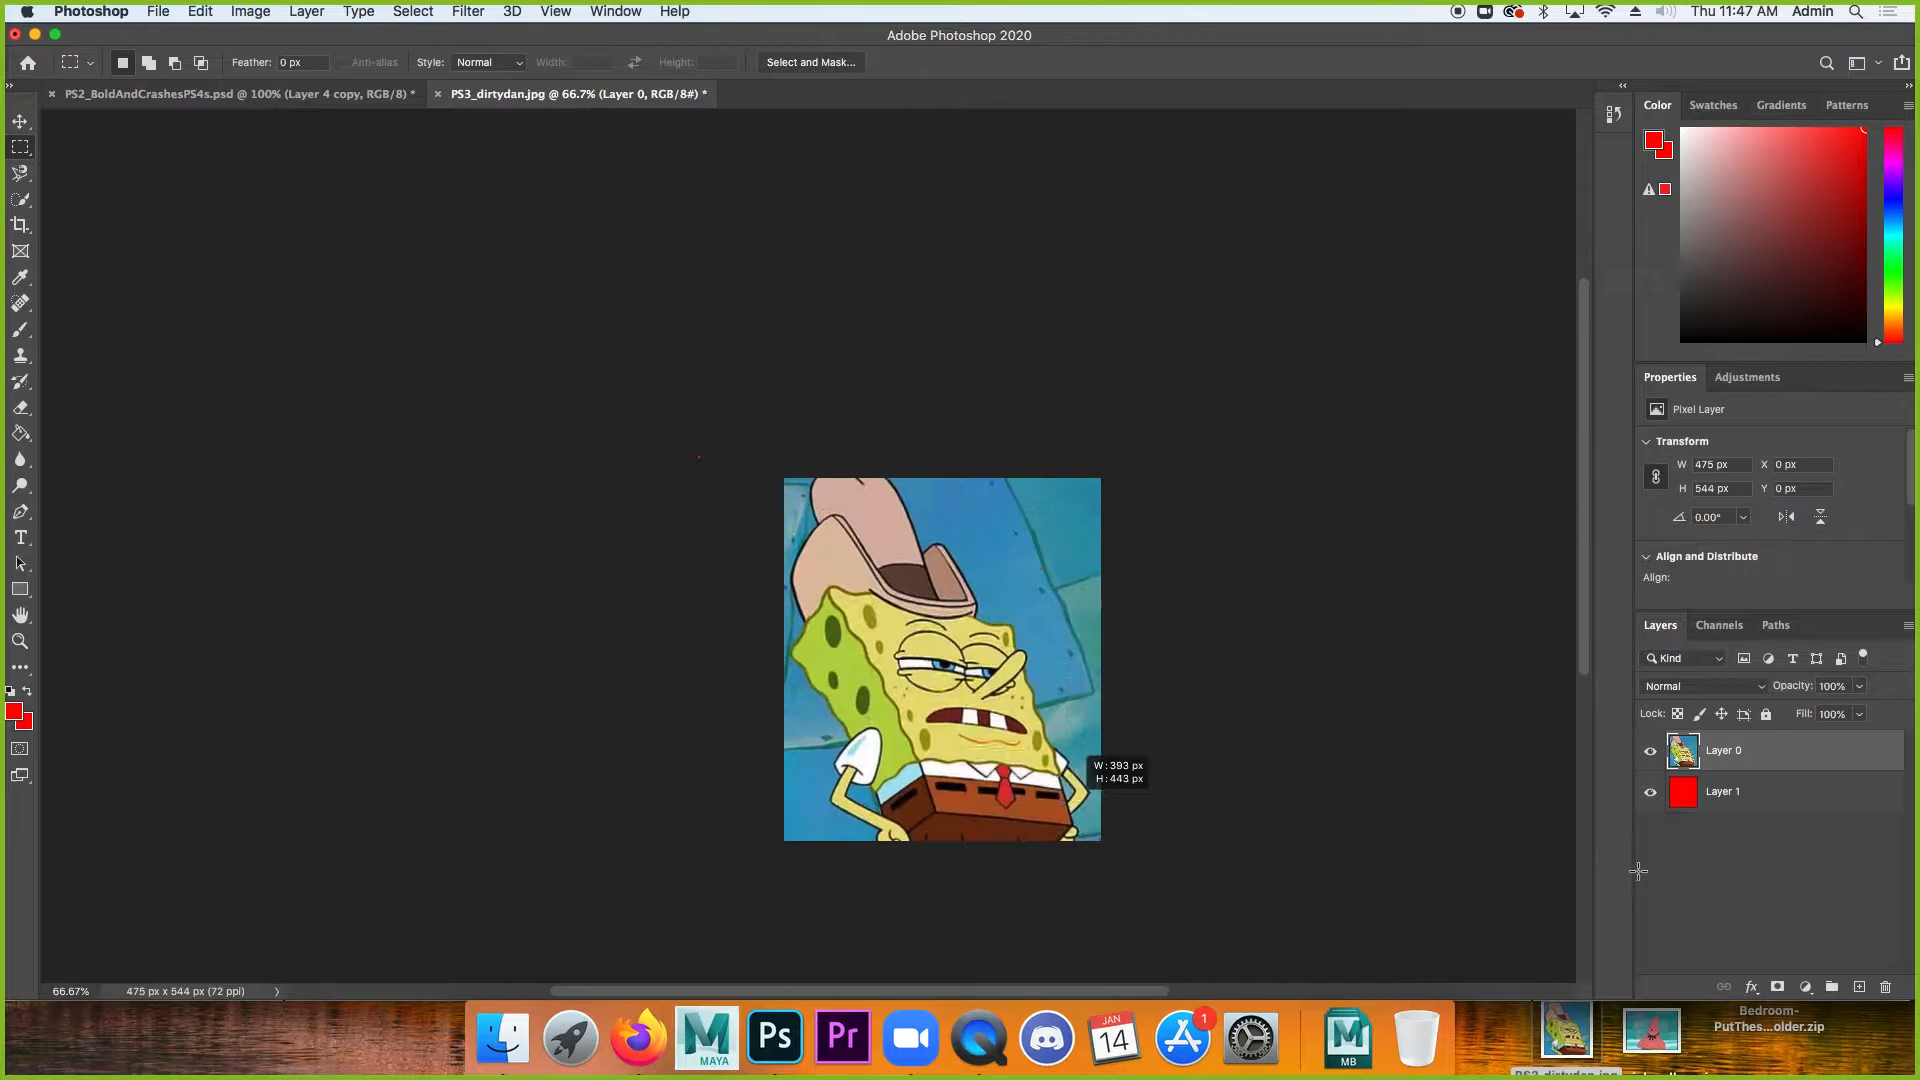 Photoshop File Edit Image Layer Type Select Filter 3D View Window Help Thu 11:47 AM Admin
Adobe Photoshop 2020
Feather: 0 px Anti-alias Style: Normal Width: Height: Select and Mask...
PS2_BoldAndCrashesPS4s.psd @ 100% (Layer 4 copy, RGB/8) * PS3_dirtydan.jpg @ 66.7% (Layer 0, RGB/8#) *
Color Swatches Gradients Patterns
Properties Adjustments
Pixel Layer
Transform
W 475 px X 0 px
H 544 px Y 0 px
0.00°
Align and Distribute
Align:
Layers Channels Paths
Kind
Normal Opacity: 100%
Lock: Fill: 100%
Layer 0
Layer 1
W: 393 px
H: 443 px
66.67% 475 px x 544 px (72 ppi)
MAYA
Ps
Pr
JAN
14
1
MB
Bedroom-
PutThes...older.zip
PS3_dirtydan.jpg